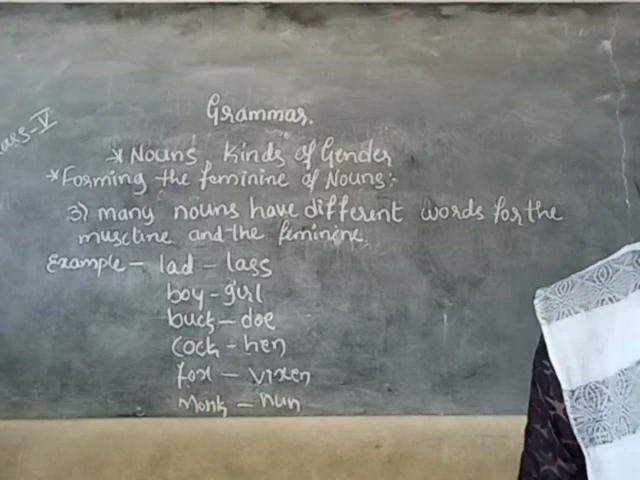 Class-V
Grammar.
* Nouns, Kinds of Gender
* Forming the feminine of Nouns:-
3) many nouns have different words for the
muscline and the feminine.
Example - lad - lass
boy - girl
buck - doe
cock - hen
fox - vixen
Monk - nun